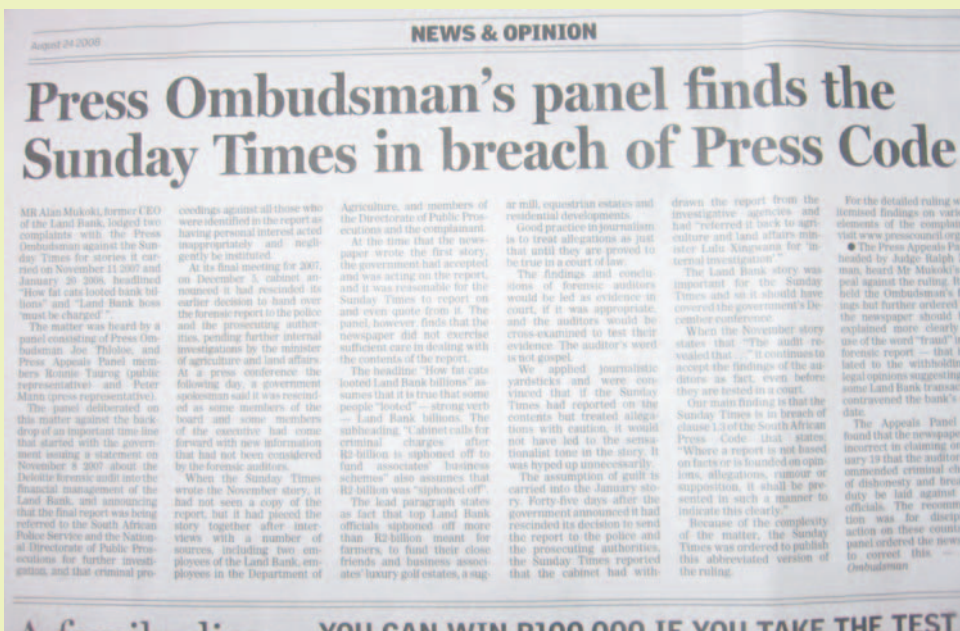 August 24 2008
NEWS & OPINION
Press Ombudsman's panel finds the
Sunday Times in breach of Press Code
MR Alan Mukoki, former CEO
of the Land Bank, lodged two
complaints with the Press
Ombudsman against the Sun-
day Times for stories it car-
ried on November 11 2007 and
January 20 2008, headlined
"How fat cats looted bank bil-
lions" and "Land Bank boss
'must be charged'".
The matter was heard by a
panel consisting of Press Om-
budsman Joe Thloloe, and
Press Appeals Panel mem-
bers Ronnie Taurog (public
representative) and Peter
Mann (press representative).
The panel deliberated on
this matter against the back-
drop of an important time line
that started with the govern-
ment issuing a statement on
November 8 2007 about the
Deloitte forensic audit into the
financial management of the
Land Bank, and announcing
that the final report was being
referred to the South African
Police Service and the Nation-
al Directorate of Public Pros-
ecutions for further investi-
gation, and that criminal pro-
ceedings against all those who
were identified in the report as
having personal interest acted
inappropriately and negli-
gently be instituted.
At its final meeting for 2007,
on December 5, cabinet an-
nounced it had rescinded its
earlier decision to hand over
the forensic report to the police
and the prosecuting author-
ities, pending further internal
investigations by the minister
of agriculture and land affairs.
At a press conference the
following day, a government
spokesman said it was rescind-
ed as some members of the
board and some members
of the executive had come
forward with new information
that had not been considered
by the forensic auditors.
When the Sunday Times
wrote the November story, it
had not seen a copy of the
report, but it had pieced the
story together after inter-
views with a number of
sources, including two em-
ployees of the Land Bank, em-
ployees in the Department of
Agriculture, and members of
the Directorate of Public Pros-
ecutions and the complainant.
At the time that the news-
paper wrote the first story,
the government had accepted
and was acting on the report,
and it was reasonable for the
Sunday Times to report on
and even quote from it. The
panel, however, finds that the
newspaper did not exercise
sufficient care in dealing with
the contents of the report.
The headline "How fat cats
looted Land Bank billions" as-
sumes that it is true that some
people "looted" — strong verb
— Land Bank billions. The
subheading "Cabinet calls for
criminal charges after
R2-billion is siphoned off to
fund associates' business
schemes" also assumes that
R2-billion was "siphoned off".
The lead paragraph states
as fact that top Land Bank
officials siphoned off more
than R2-billion meant for
farmers, to fund their close
friends and business associ-
ates' luxury golf estates, a sug-
ar mill, equestrian estates and
residential developments.
Good practice in journalism
is to treat allegations as just
that until they are proved to
be true in a court of law.
The findings and conclu-
sions of forensic auditors
would be led as evidence in
court, if it was appropriate,
and the auditors would be
cross-examined to test their
evidence. The auditor's word
is not gospel.
We applied journalistic
yardsticks and were con-
vinced that if the Sunday
Times had reported on the
contents but treated allega-
tions with caution, it would
not have led to the sensa-
tionalist tone in the story. It
was hyped up unnecessarily.
The assumption of guilt is
carried into the January sto-
ry. Forty-five days after the
government announced it had
rescinded its decision to send
the report to the police and
the prosecuting authorities,
the Sunday Times reported
that the cabinet had with-
drawn the report from the
investigative agencies and
had "referred it back to agri-
culture and land affairs min-
ister Lulu Xingwana for 'in-
ternal investigation'"
The Land Bank story was
important for the Sunday
Times and so it should have
covered the government's De-
cember conference.
When the November story
states that "The audit re-
vealed that ..." it continues to
accept the findings of the au-
ditors as fact, even before
they are tested in a court.
Our main finding is that the
Sunday Times is in breach of
clause 1.3 of the South African
Press Code that states:
"Where a report is not based
on facts or is founded on opin-
ions, allegations, rumour or
supposition, it shall be pre-
sented in such a manner to
indicate this clearly."
Because of the complexity
of the matter, the Sunday
Times was ordered to publish
this abbreviated version of
the ruling.
For the detailed ruling w
itemised findings on vari
sections of the complain
visit www.presscouncil.org
● The Press Appeals Pa
headed by Judge Ralph
man, heard Mr Mukoki's
peal against the ruling. It
held the Ombudsman's f
ings but further ordered
the newspaper should
explained more clearly
use of the word "fraud" i
forensic report — that
lated to the withholdi
legal opinions suggesting
some Land Bank transac
contravened the bank's
date.
The Appeals Panel
found that the newspaper
incorrect in claiming on
uary 19 that the auditor
ommended criminal ch
of dishonesty and brea
duty be laid against
officials. The recomm
tion was for discip
action on these count
panel ordered the news
to correct this. —
Ombudsman
YOU CAN WIN R100 000 IF YOU TAKE THE TEST